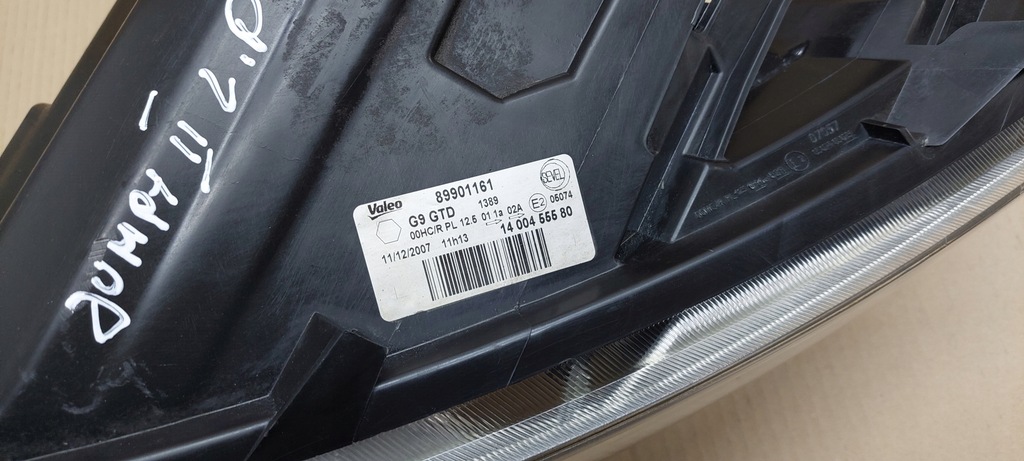 JUMPY II L.P
Valeo
89901161
SEVEL
G9 GTD 1389
00HC/R PL 12.5 01 1a 02A E2 05074
11/12/2007 11h13 14 004 555 80